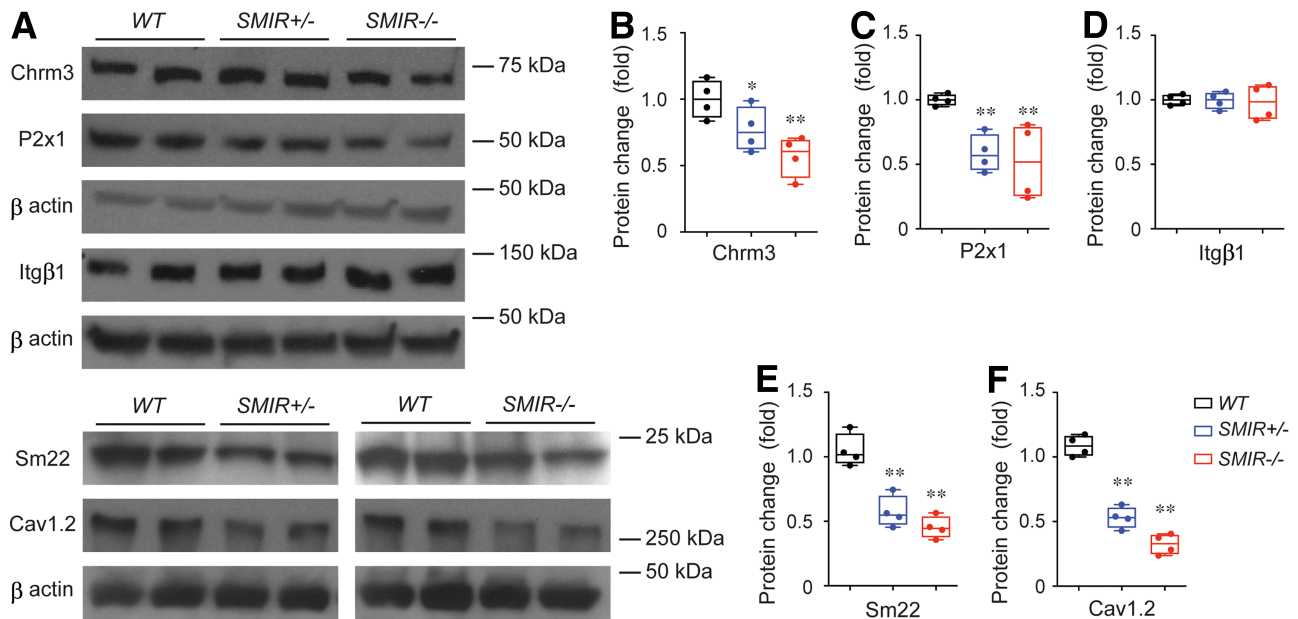 A
WT SMIR+/- SMIR-/-
Chrm3
75 kDa
P2x1
50 kDa
β actin
50 kDa
Itgβ1
150 kDa
β actin
50 kDa
WT SMIR+/- WT SMIR-/-
Sm22
25 kDa
Cav1.2
250 kDa
β actin
50 kDa
B
Protein change (fold)
1.5
1.0
0.5
0
*
**
Chrm3
C
Protein change (fold)
1.5
1.0
0.5
0
** **
P2x1
D
Protein change (fold)
1.5
1.0
0.5
0
Itgβ1
E
Protein change (fold)
1.5
1.0
0.5
0
**
**
Sm22
F
Protein change (fold)
1.5
1.0
0.5
0
**
**
Cav1.2
WT
SMIR+/-
SMIR-/-